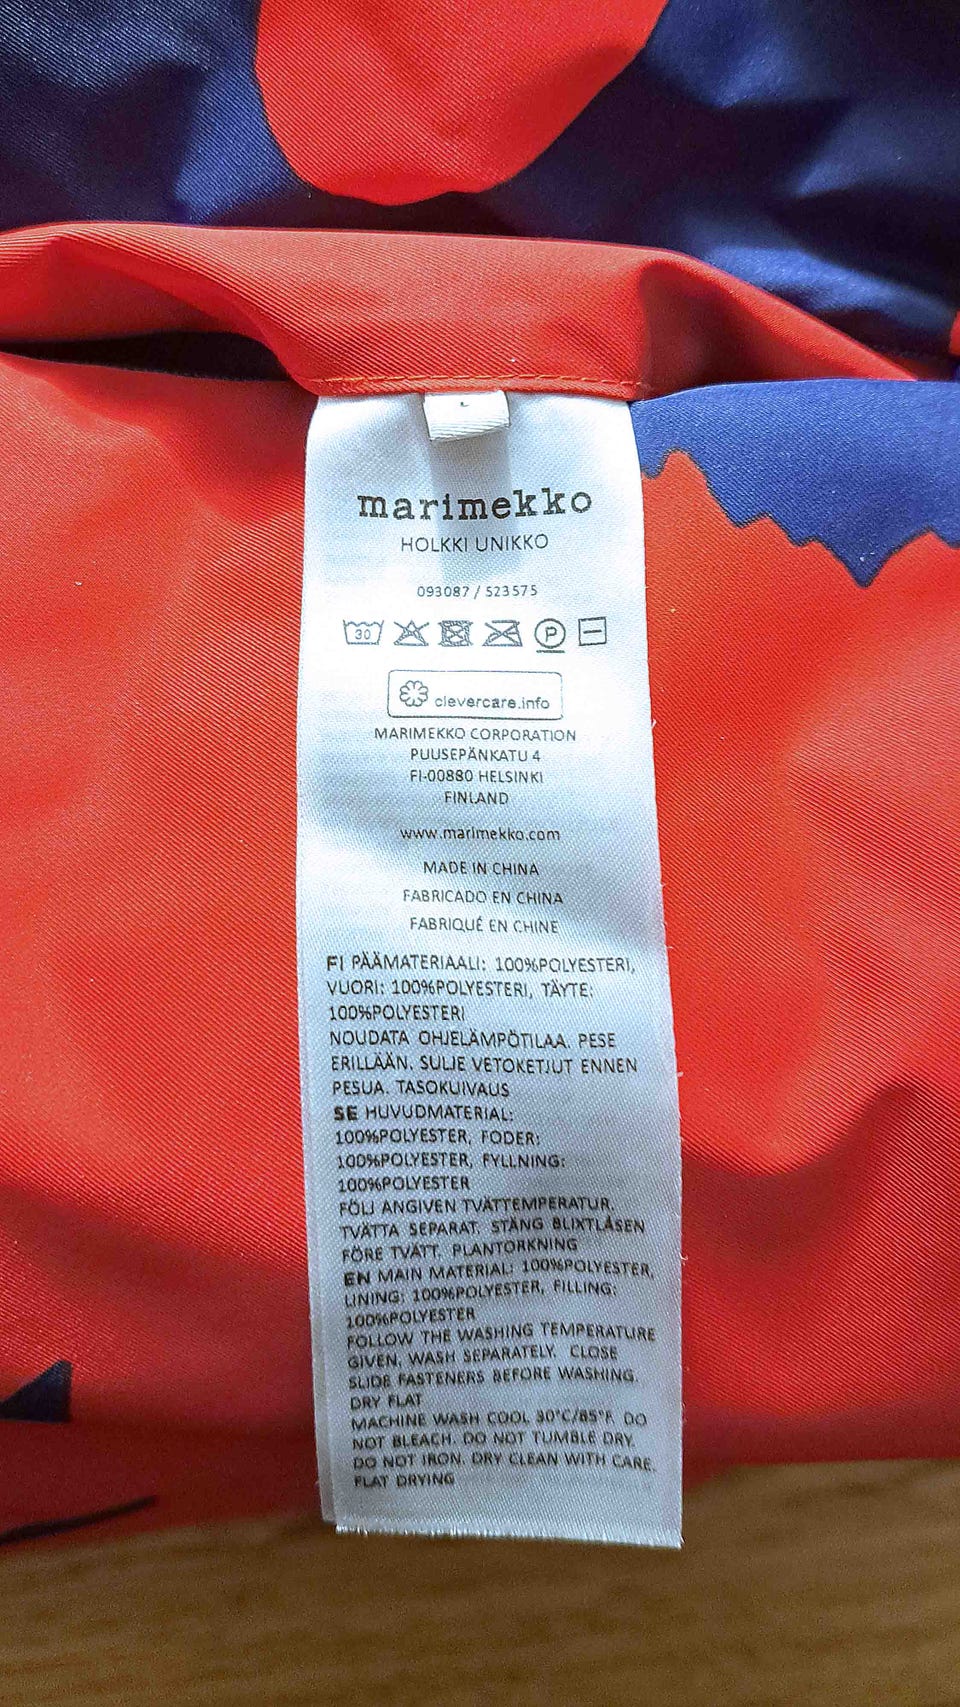 L
marimekko
HOLKKI UNIKKO
093087 / 523575
30 P
clevercare.info
MARIMEKKO CORPORATION
PUUSEPÄNKATU 4
FI-00880 HELSINKI
FINLAND
www.marimekko.com
MADE IN CHINA
FABRICADO EN CHINA
FABRIQUÉ EN CHINE
FI PÄÄMATERIAALI: 100%POLYESTERI,
VUORI: 100%POLYESTERI, TÄYTE:
100%POLYESTERI
NOUDATA OHJELÄMPÖTILAA. PESE
ERILLÄÄN. SULJE VETOKETJUT ENNEN
PESUA. TASOKUIVAUS
SE HUVUDMATERIAL:
100%POLYESTER, FODER:
100%POLYESTER, FYLLNING:
100%POLYESTER
FÖLJ ANGIVEN TVÄTTEMPERATUR.
TVÄTTA SEPARAT. STÄNG BLIXTLÅSEN
FÖRE TVÄTT. PLANTORKNING
EN MAIN MATERIAL: 100%POLYESTER,
LINING: 100%POLYESTER, FILLING:
100%POLYESTER
FOLLOW THE WASHING TEMPERATURE
GIVEN. WASH SEPARATELY. CLOSE
SLIDE FASTENERS BEFORE WASHING.
DRY FLAT
MACHINE WASH COOL 30°C/85°F. DO
NOT BLEACH. DO NOT TUMBLE DRY.
DO NOT IRON. DRY CLEAN WITH CARE.
FLAT DRYING